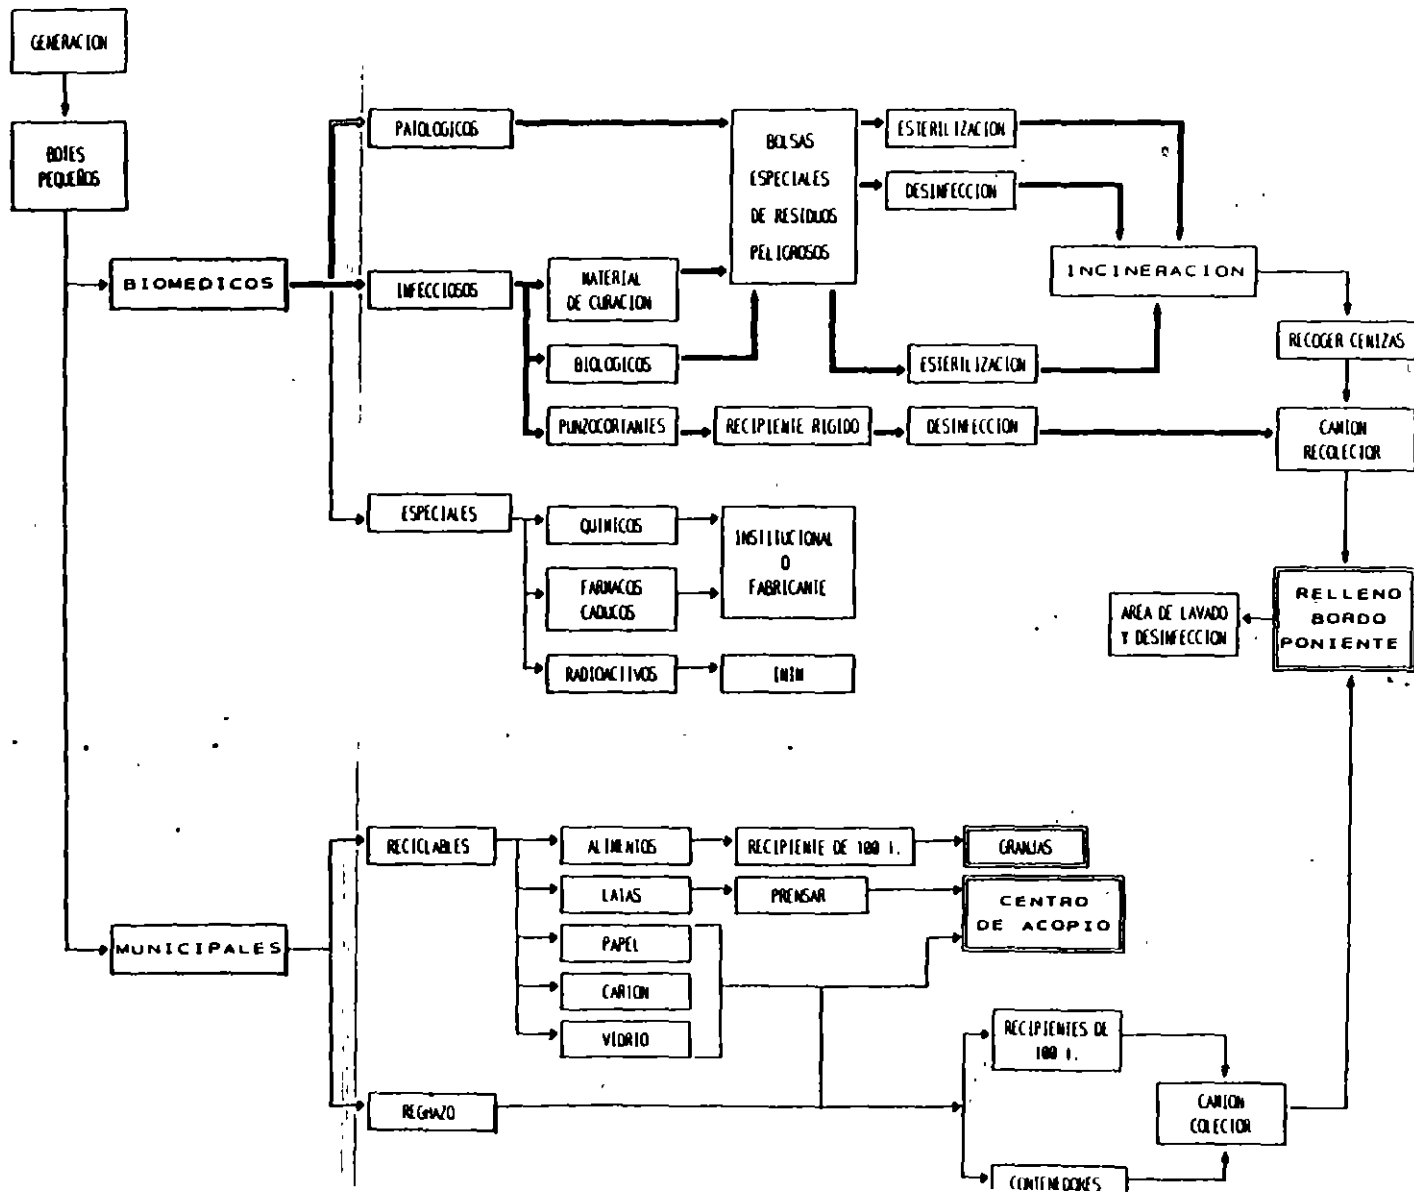 GENERACION
BOTES
PEQUEÑOS
BIOMEDICOS
PATOLOGICOS
INFECCIOSOS
MATERIAL
DE CURACION
BIOLOGICOS
PUNZOCORTANTES
RECIPIENTE RIGIDO
DESINFECCION
BOLSAS
ESPECIALES
DE RESIDUOS
PELIGROSOS
ESTERILIZACION
DESINFECCION
ESTERILIZACION
INCINERACION
RECOGER CENIZAS
CAMION
RECOLECTOR
ESPECIALES
QUIMICOS
FARMACOS
CADUCOS
RADIOACTIVOS
INSTITUCIONAL
O
FABRICANTE
ININ
RELLENO
BORDO
PONIENTE
AREA DE LAVADO
Y DESINFECCION
MUNICIPALES
RECICLABLES
ALIMENTOS
RECIPIENTE DE 100 l.
GRANJAS
LATAS
PRENSAR
CENTRO
DE ACOPIO
PAPEL
CARTON
VIDRIO
RECHAZO
RECIPIENTES DE
100 l.
CONTENEDORES
CAMION
COLECTOR